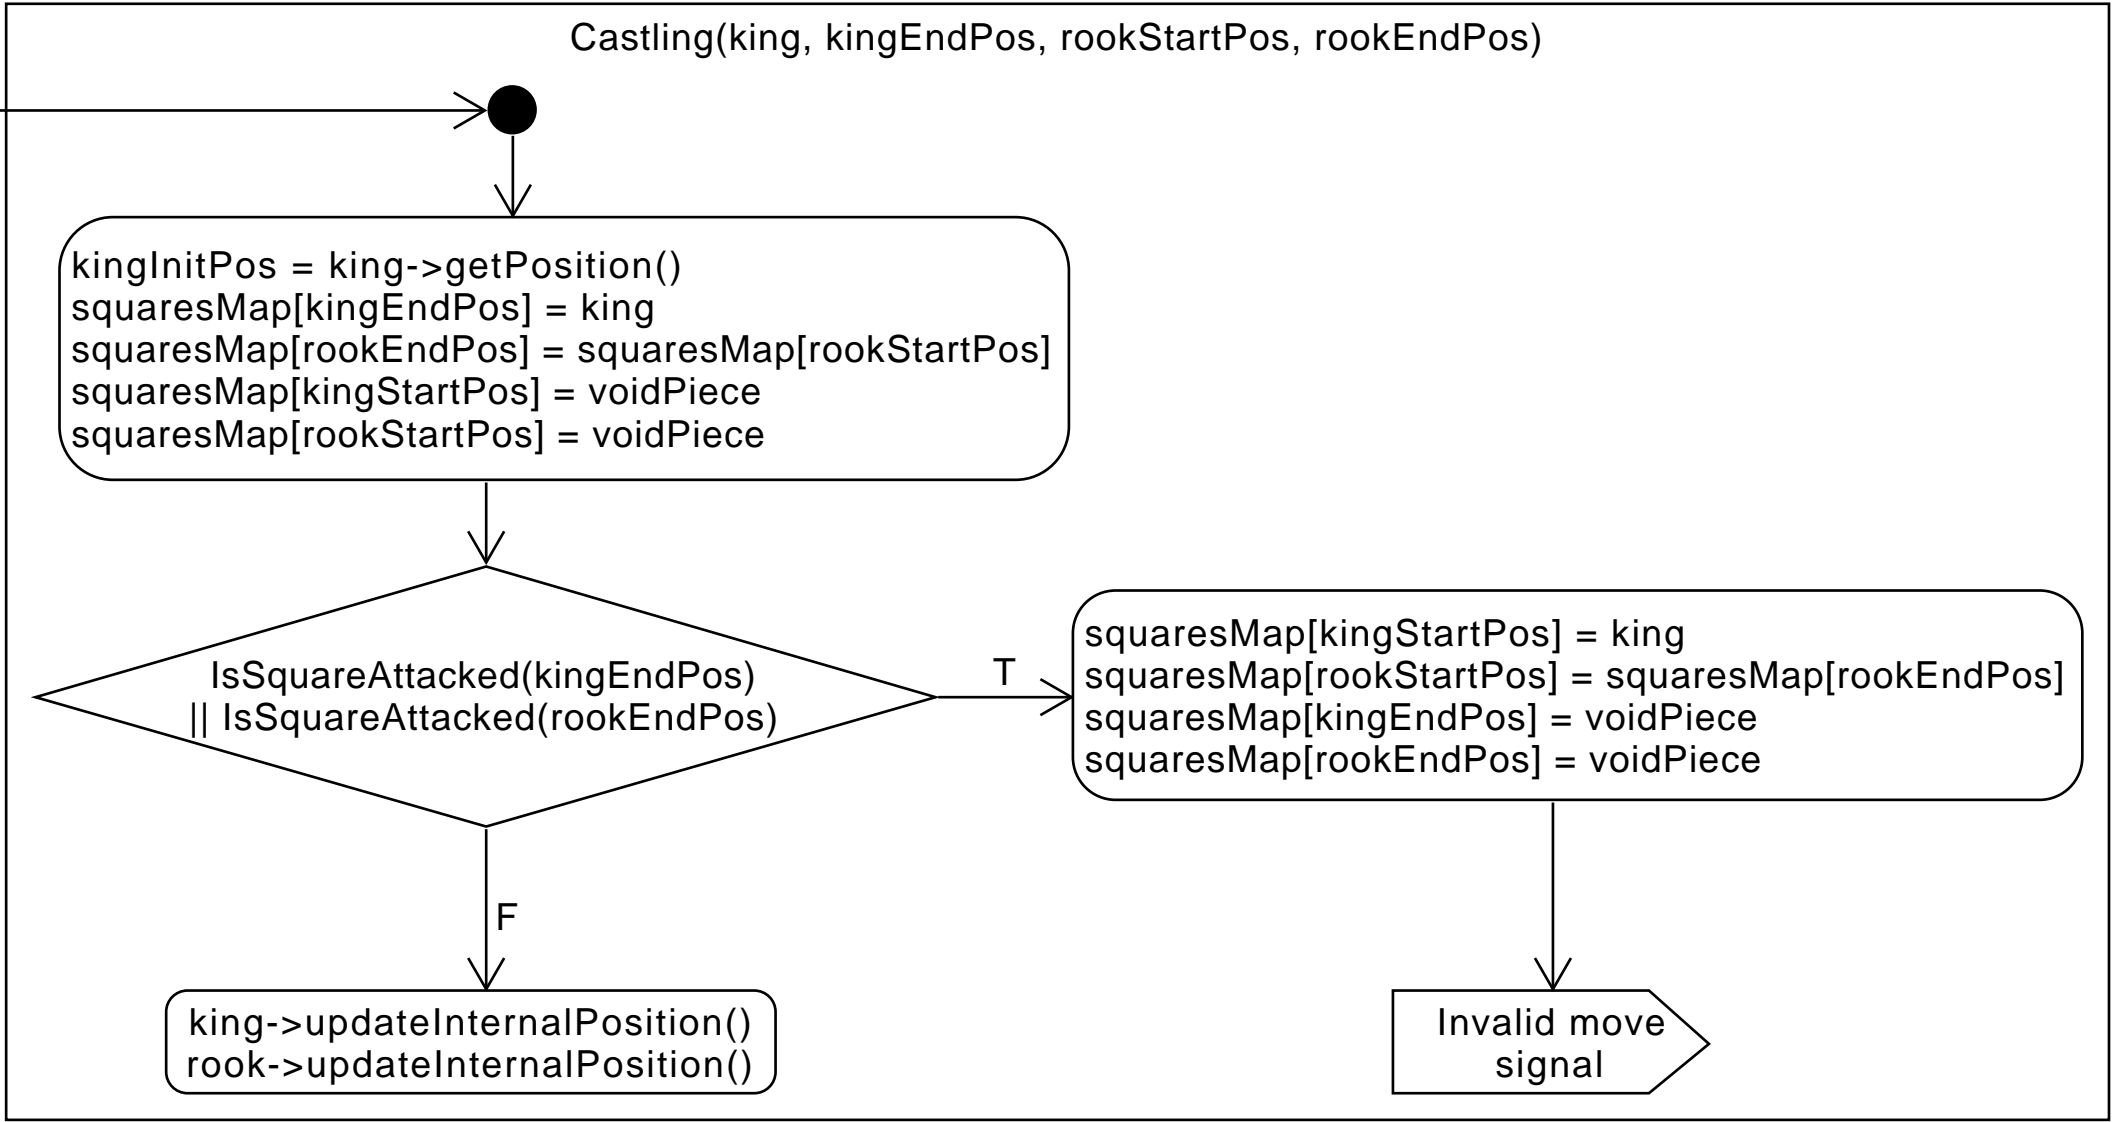 Castling(king, kingEndPos, rookStartPos, rookEndPos)
kingInitPos = king->getPosition()
squaresMap[kingEndPos] = king
squaresMap[rookEndPos] = squaresMap[rookStartPos]
squaresMap[kingStartPos] = voidPiece
squaresMap[rookStartPos] = voidPiece
IsSquareAttacked(kingEndPos)
|| IsSquareAttacked(rookEndPos)
T
squaresMap[kingStartPos] = king
squaresMap[rookStartPos] = squaresMap[rookEndPos]
squaresMap[kingEndPos] = voidPiece
squaresMap[rookEndPos] = voidPiece
F
king->updateInternalPosition()
rook->updateInternalPosition()
Invalid move
signal